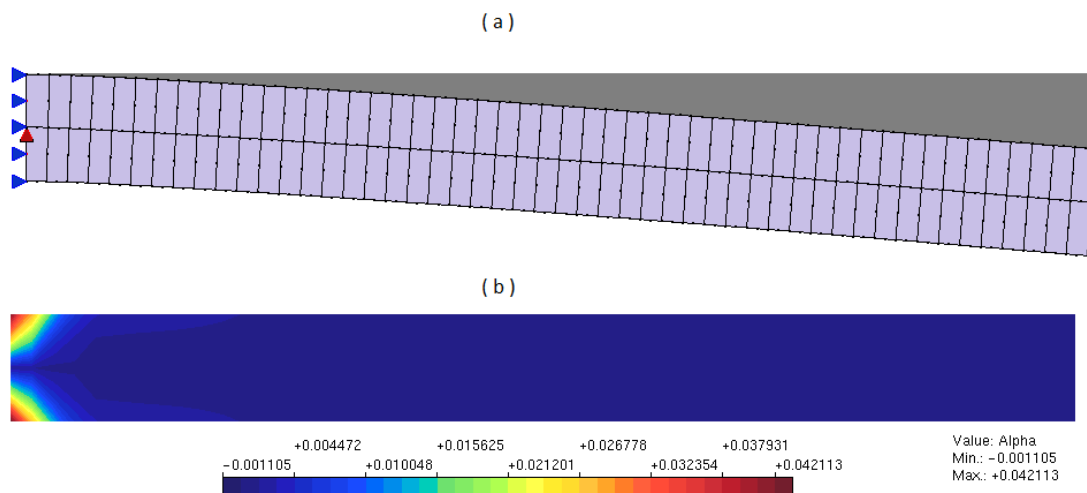 ( a )
( b )
+0.004472 +0.015625 +0.026778 +0.037931
−0.001105 +0.010048 +0.021201 +0.032354 +0.042113
Value: Alpha
Min.: −0.001105
Max.: +0.042113